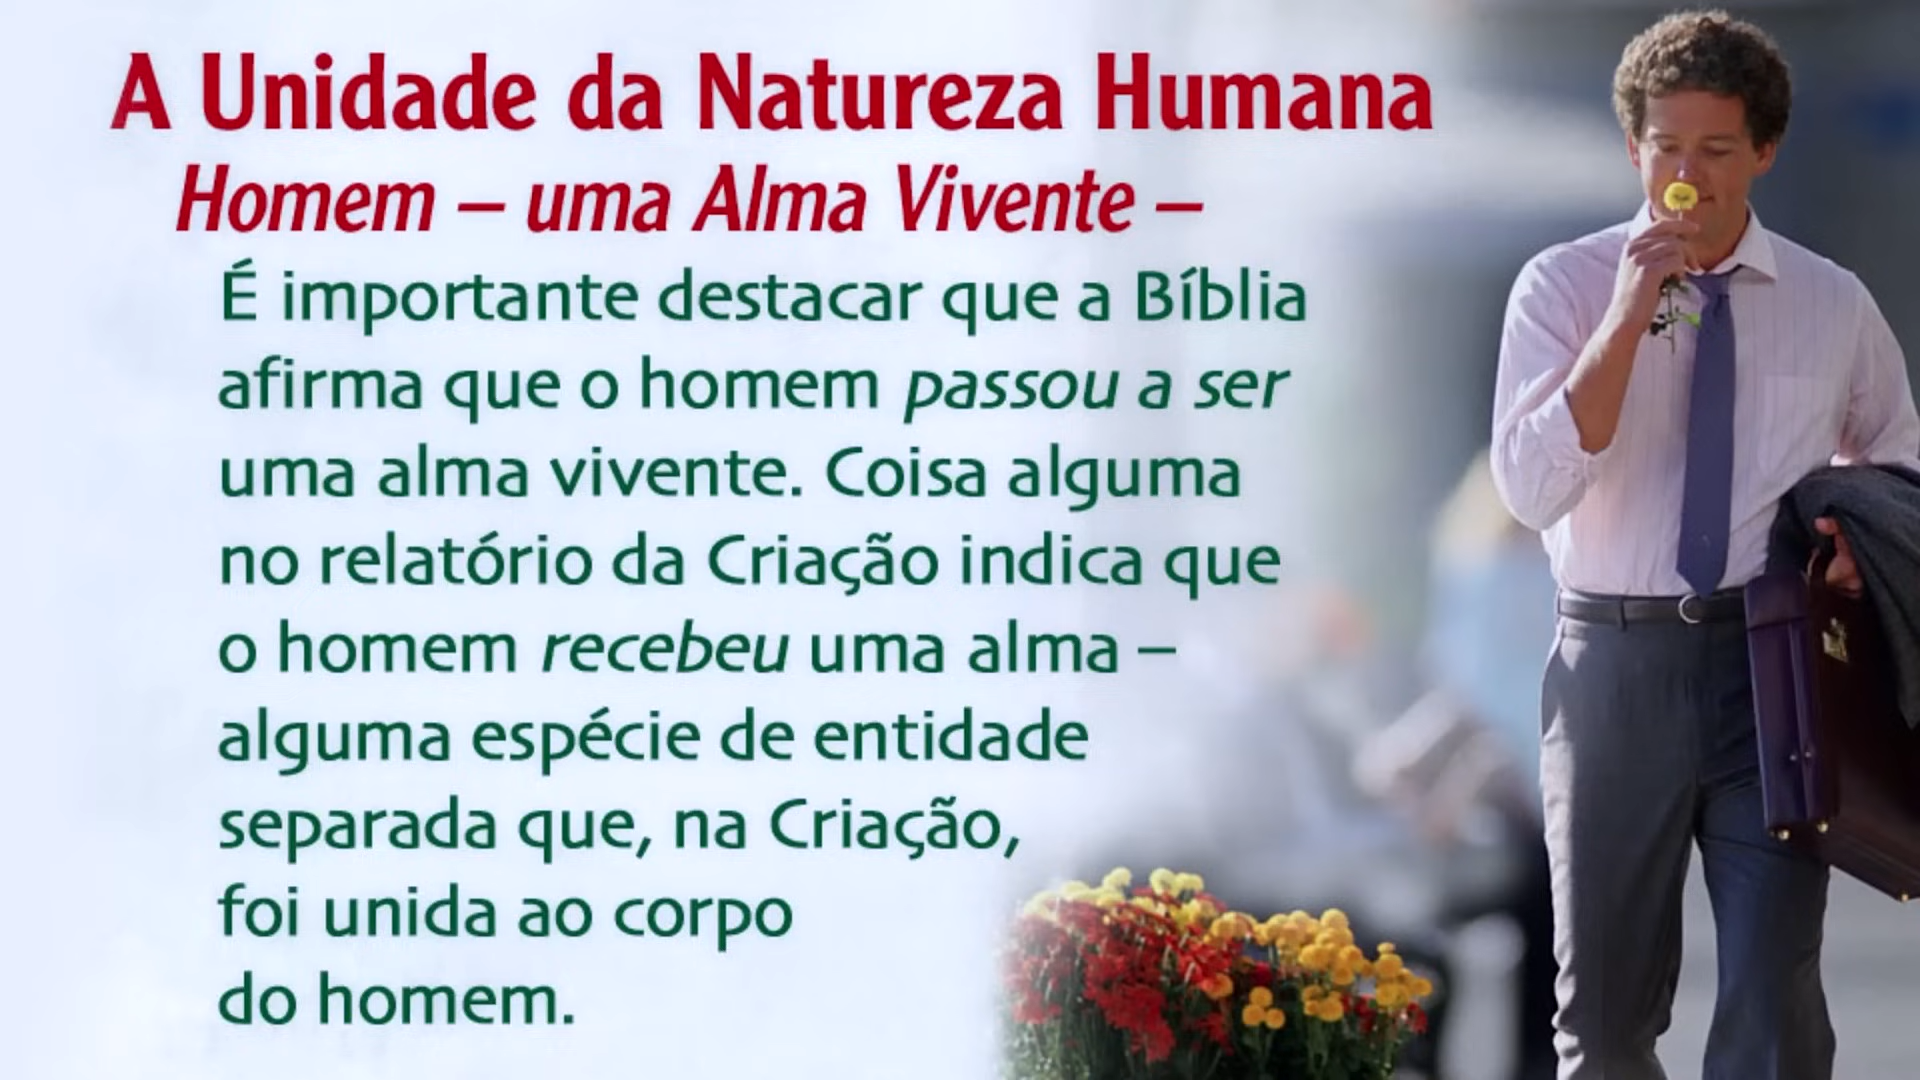 A Unidade da Natureza Humana
Homem – uma Alma Vivente –
É importante destacar que a Bíblia
afirma que o homem passou a ser
uma alma vivente. Coisa alguma
no relatório da Criação indica que
o homem recebeu uma alma –
alguma espécie de entidade
separada que, na Criação,
foi unida ao corpo
do homem.